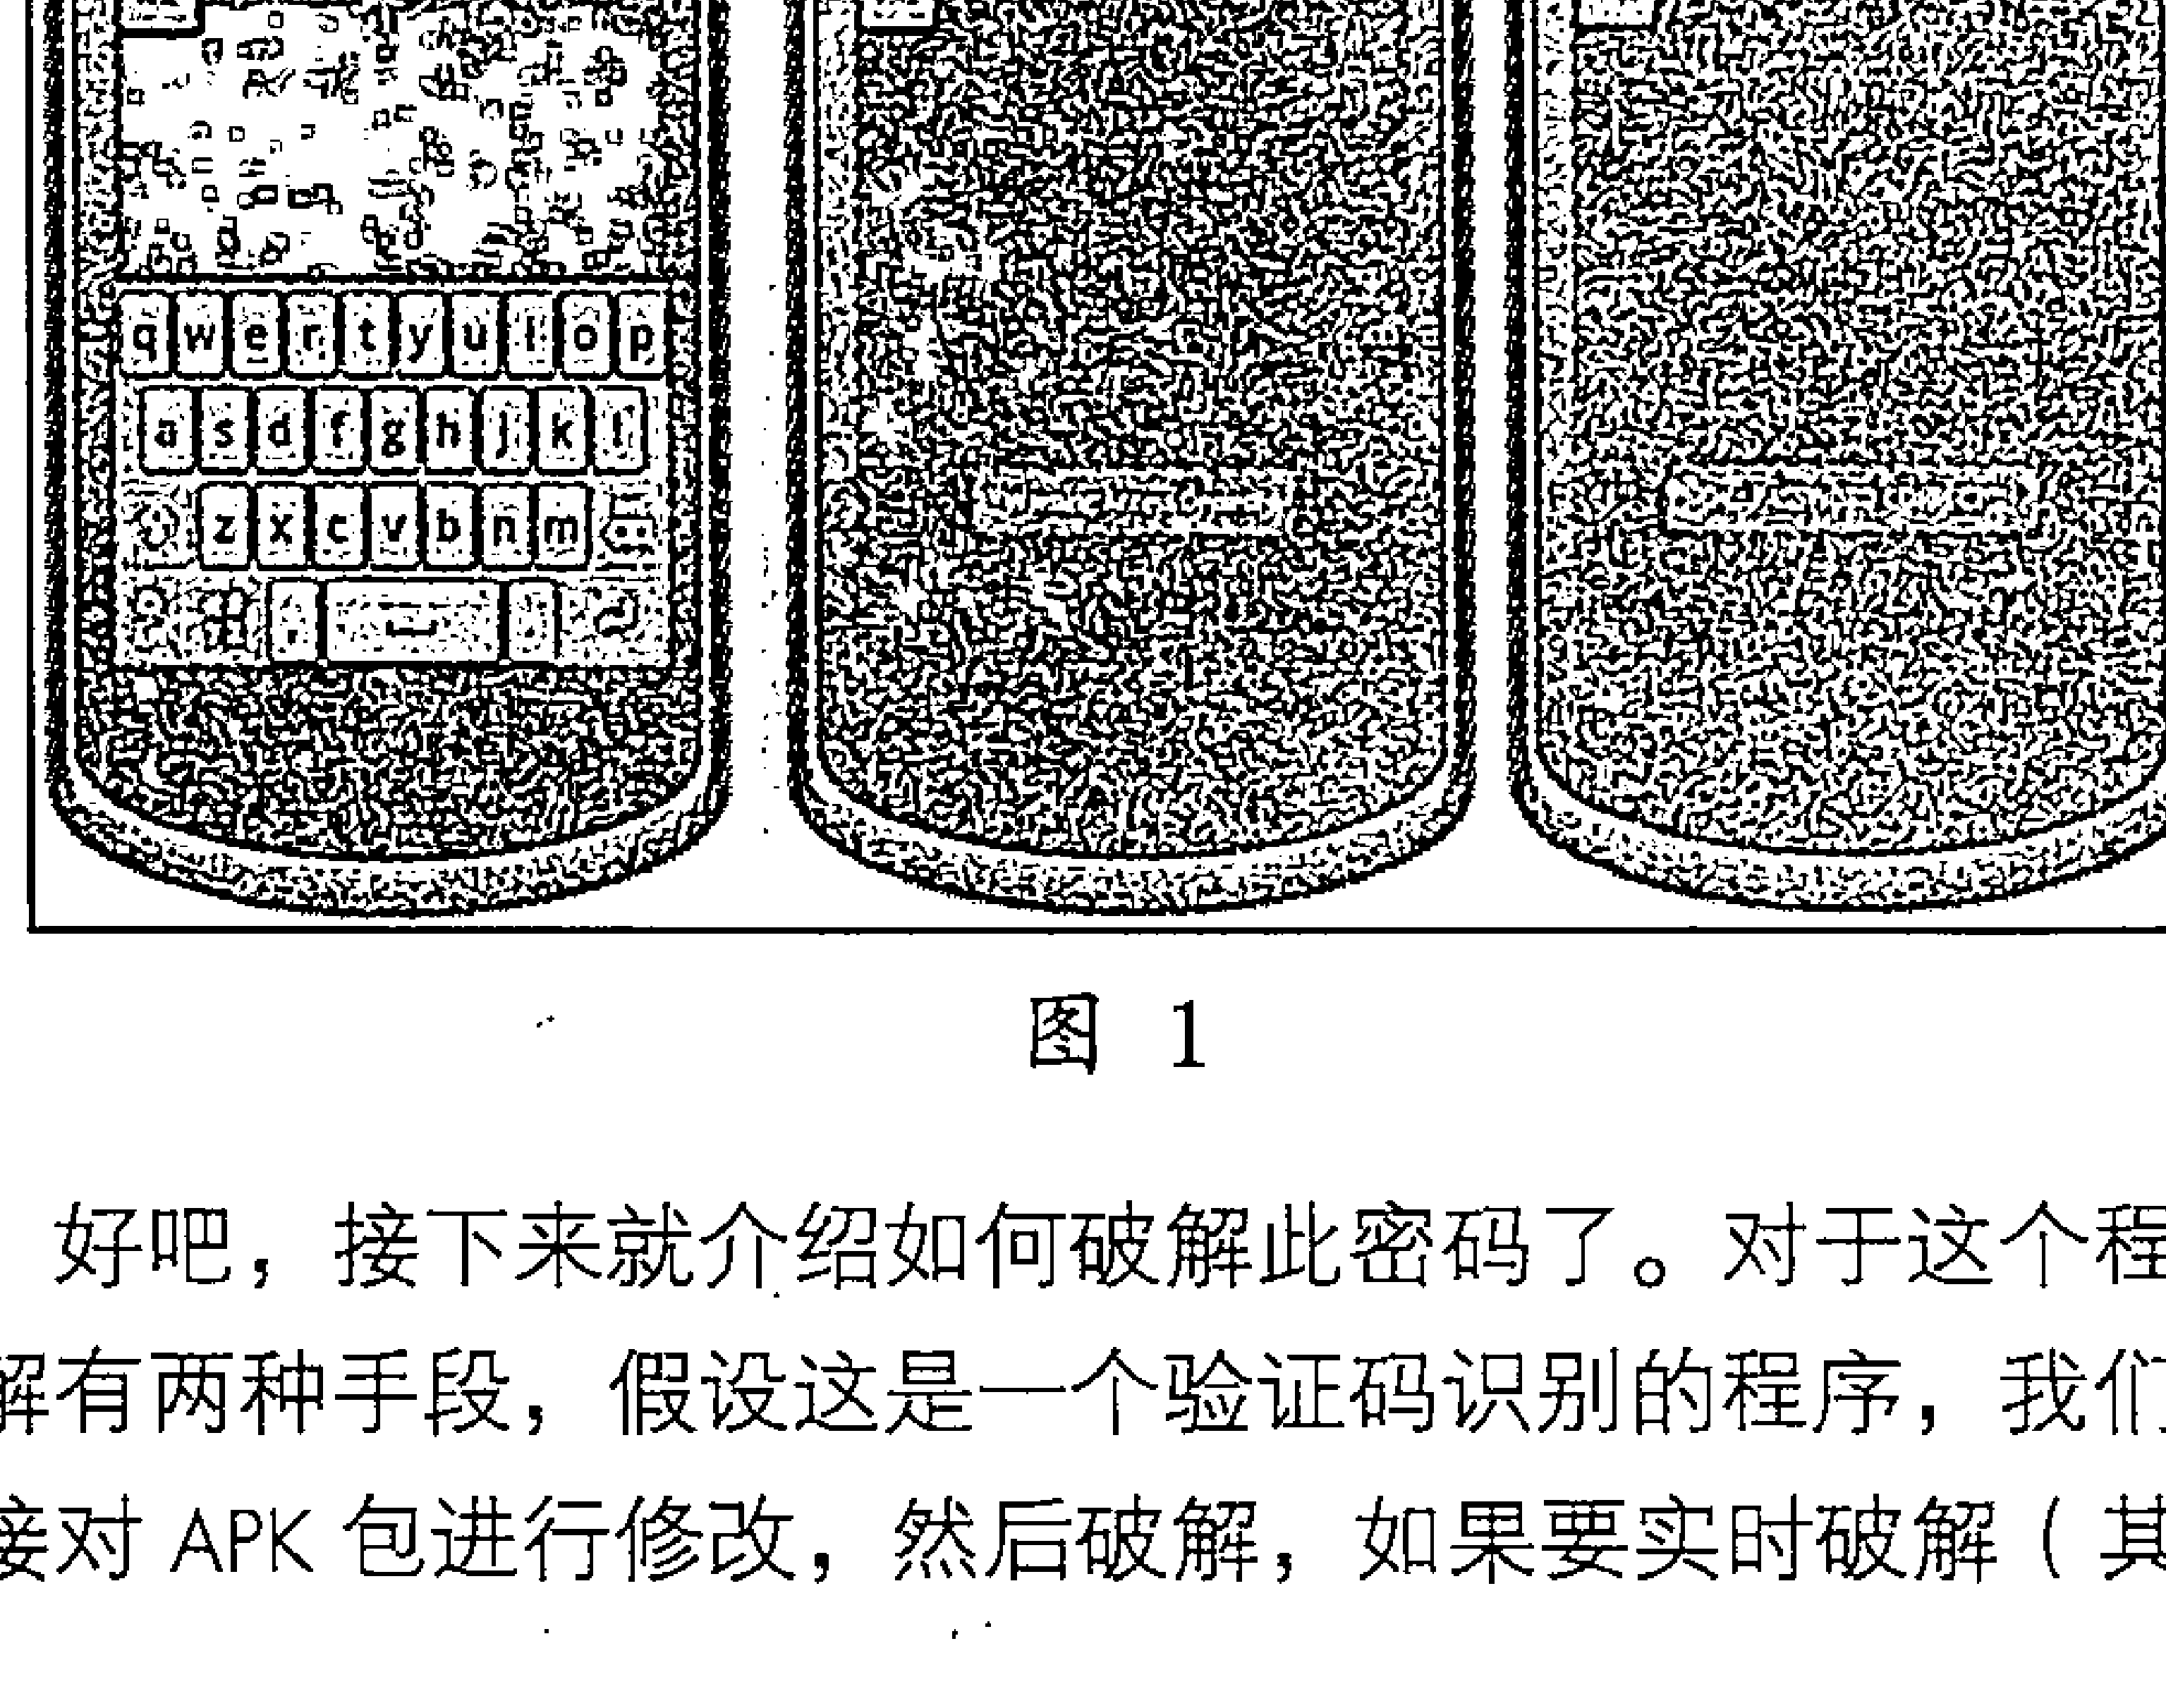 q w e r t y u i o p
a s d f g h j k l
z x c v b n m
图 1
好吧，接下来就介绍如何破解此密码了。对于这个程
解有两种手段，假设这是一个验证码识别的程序，我们
接对 APK 包进行修改，然后破解，如果要实时破解（其